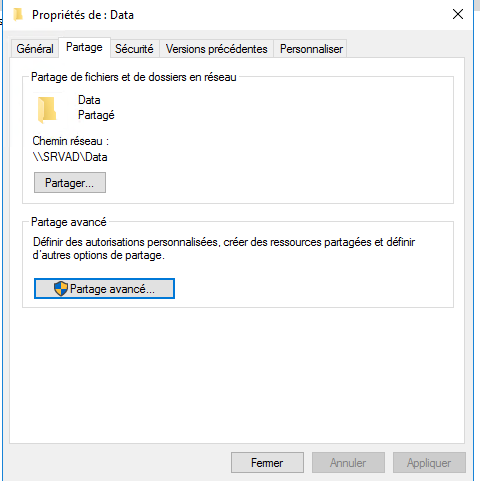 Propriétés de : Data
Général
Partage
Sécurité
Versions précédentes
Personnaliser
Partage de fichiers et de dossiers en réseau
Data
Partagé
Chemin réseau :
\\SRVAD\Data
Partager...
Partage avancé
Définir des autorisations personnalisées, créer des ressources partagées et définir
d'autres options de partage.
Partage avancé...
Fermer
Annuler
Appliquer